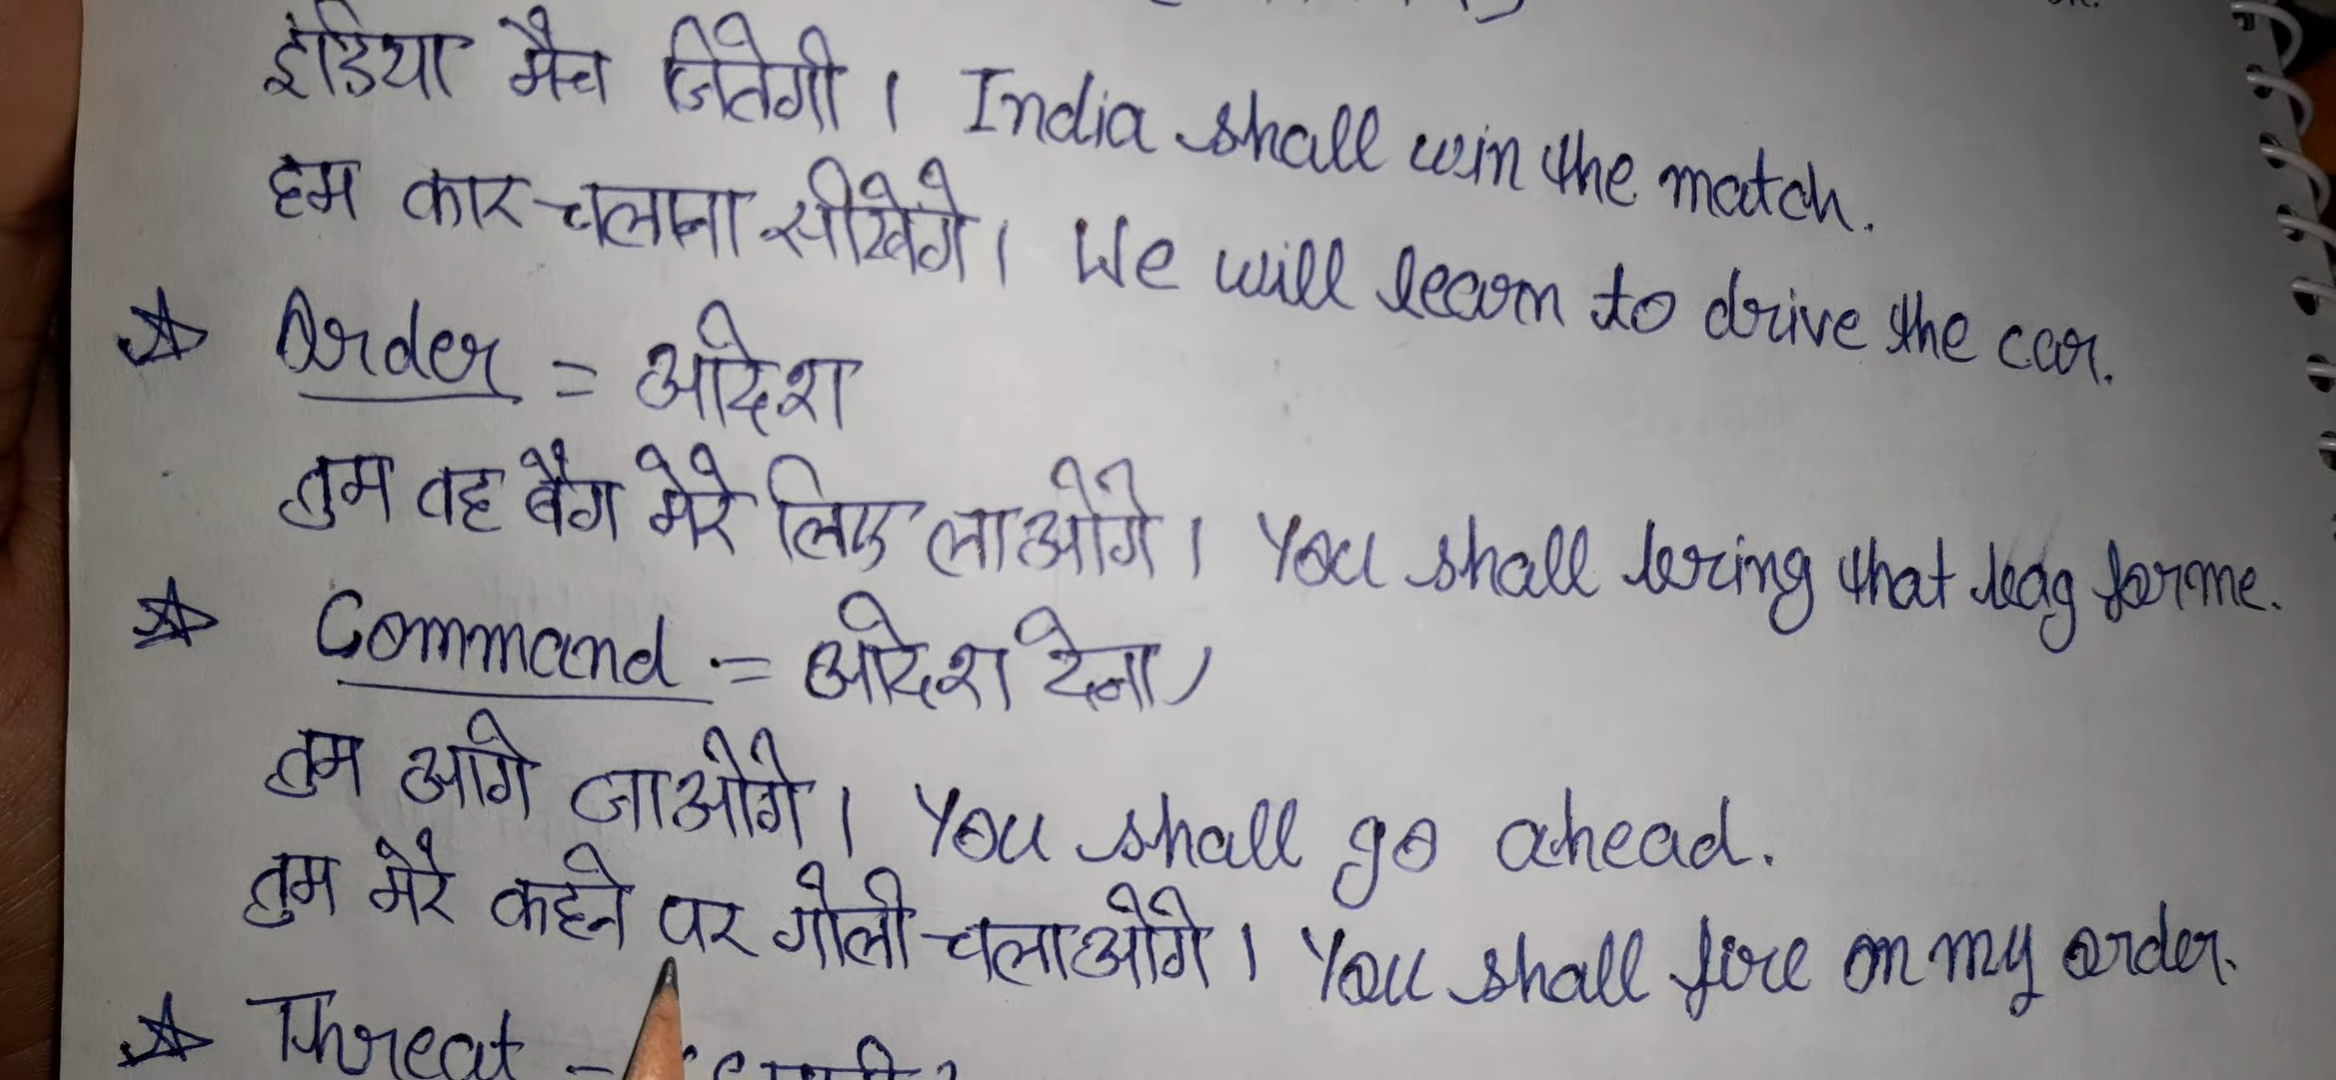 इंडिया मैच जितेगी। India shall win the match.
हम कार चलाना सीखेंगे। We will learn to drive the car.
☆ Order = आदेश
तुम वह बैग मेरे लिए लाओगे। You shall bring that bag for me.
☆ Command = आदेश देना
तुम आगे जाओगे। You shall go ahead.
तुम मेरे कहने पर गोली चलाओगे। You shall fire on my order.
☆ Threat -